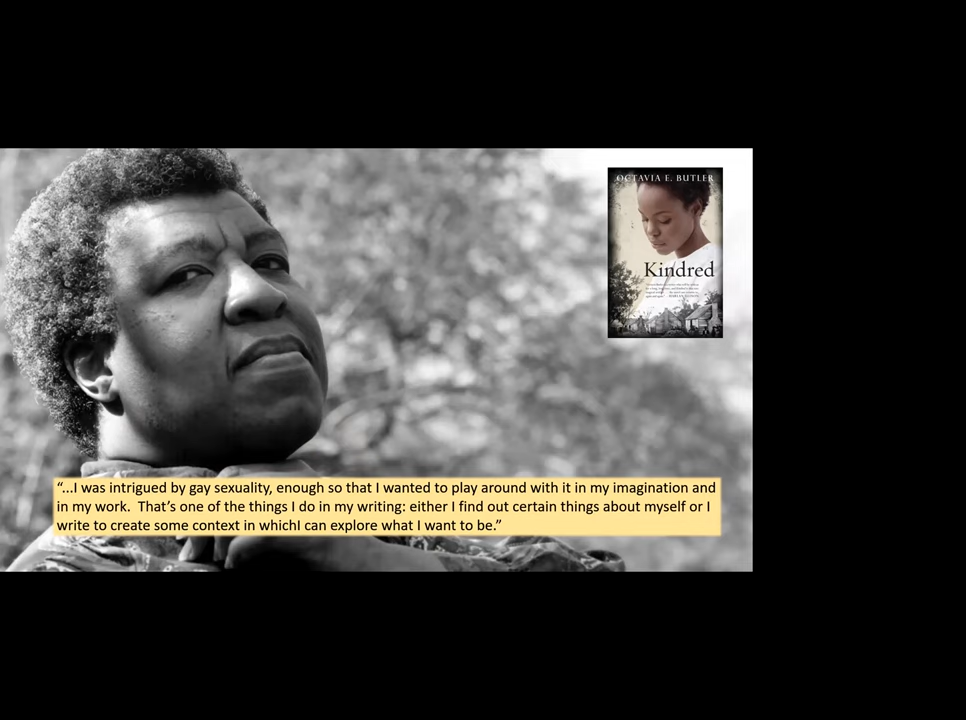 OCTAVIA E. BUTLER
Kindred
“...I was intrigued by gay sexuality, enough so that I wanted to play around with it in my imagination and
in my work.  That’s one of the things I do in my writing: either I find out certain things about myself or I
write to create some context in whichI can explore what I want to be.”